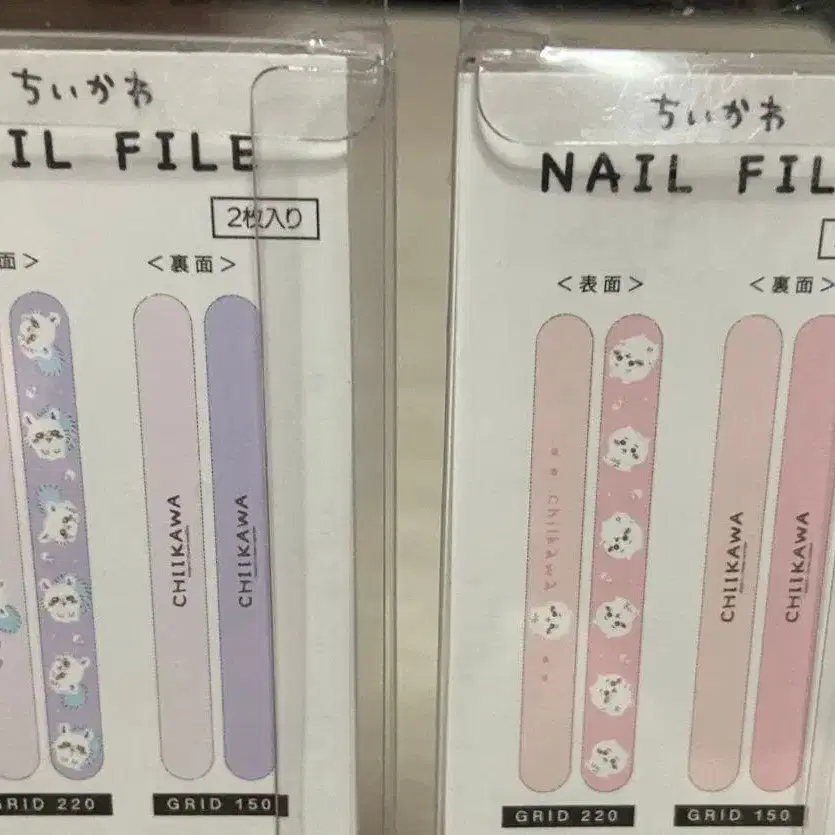 ちいかわ
IL FILE
2枚入り
面>
<裏面>
CHIIKAWA
CHIIKAWA
RID 220
GRID 150
ちいかわ
NAIL FIL
<表面>
<裏面>
chiikawa
CHIIKAWA
CHIIKAWA
GRID 220
GRID 150